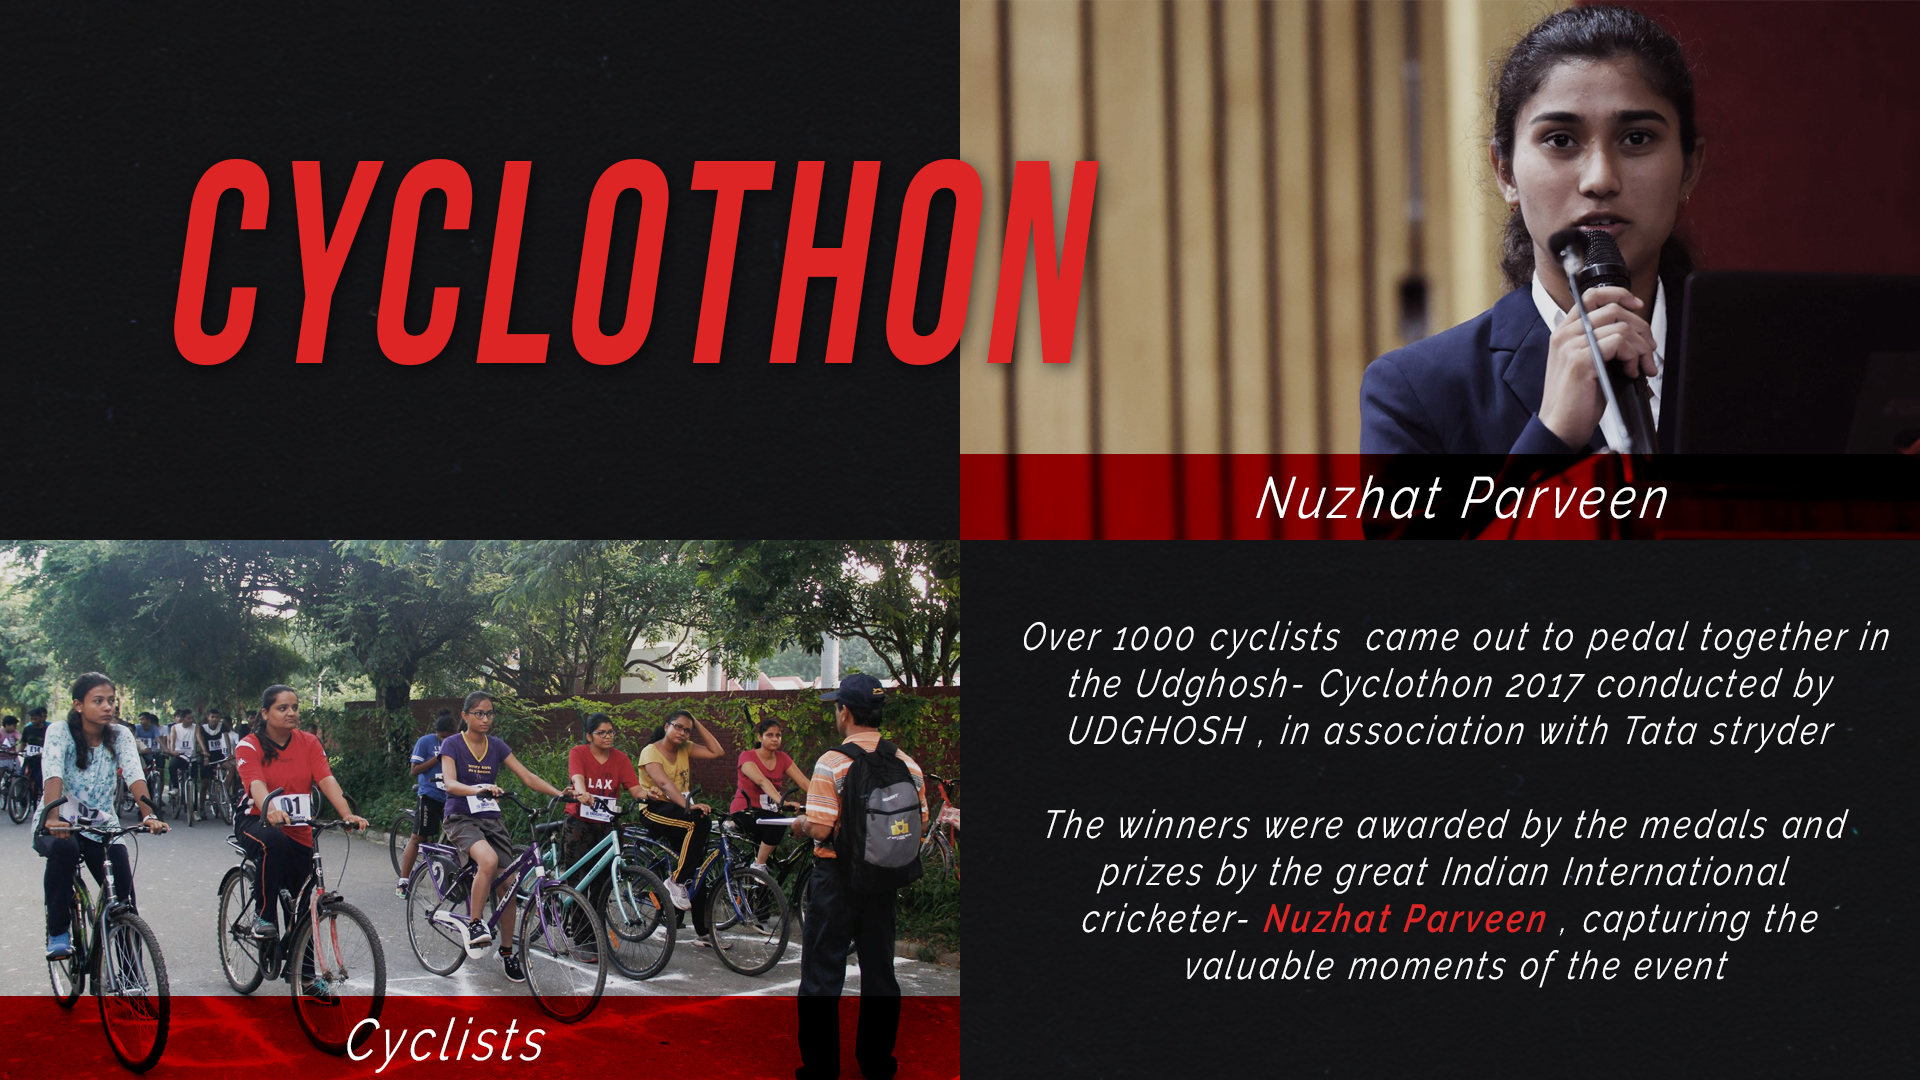 CYCLOTHON
Nuzhat Parveen
Over 1000 cyclists came out to pedal together in
the Udghosh- Cyclothon 2017 conducted by
UDGHOSH , in association with Tata stryder
The winners were awarded by the medals and
prizes by the great Indian International
cricketer- Nuzhat Parveen , capturing the
valuable moments of the event
LAX
01
Cyclists